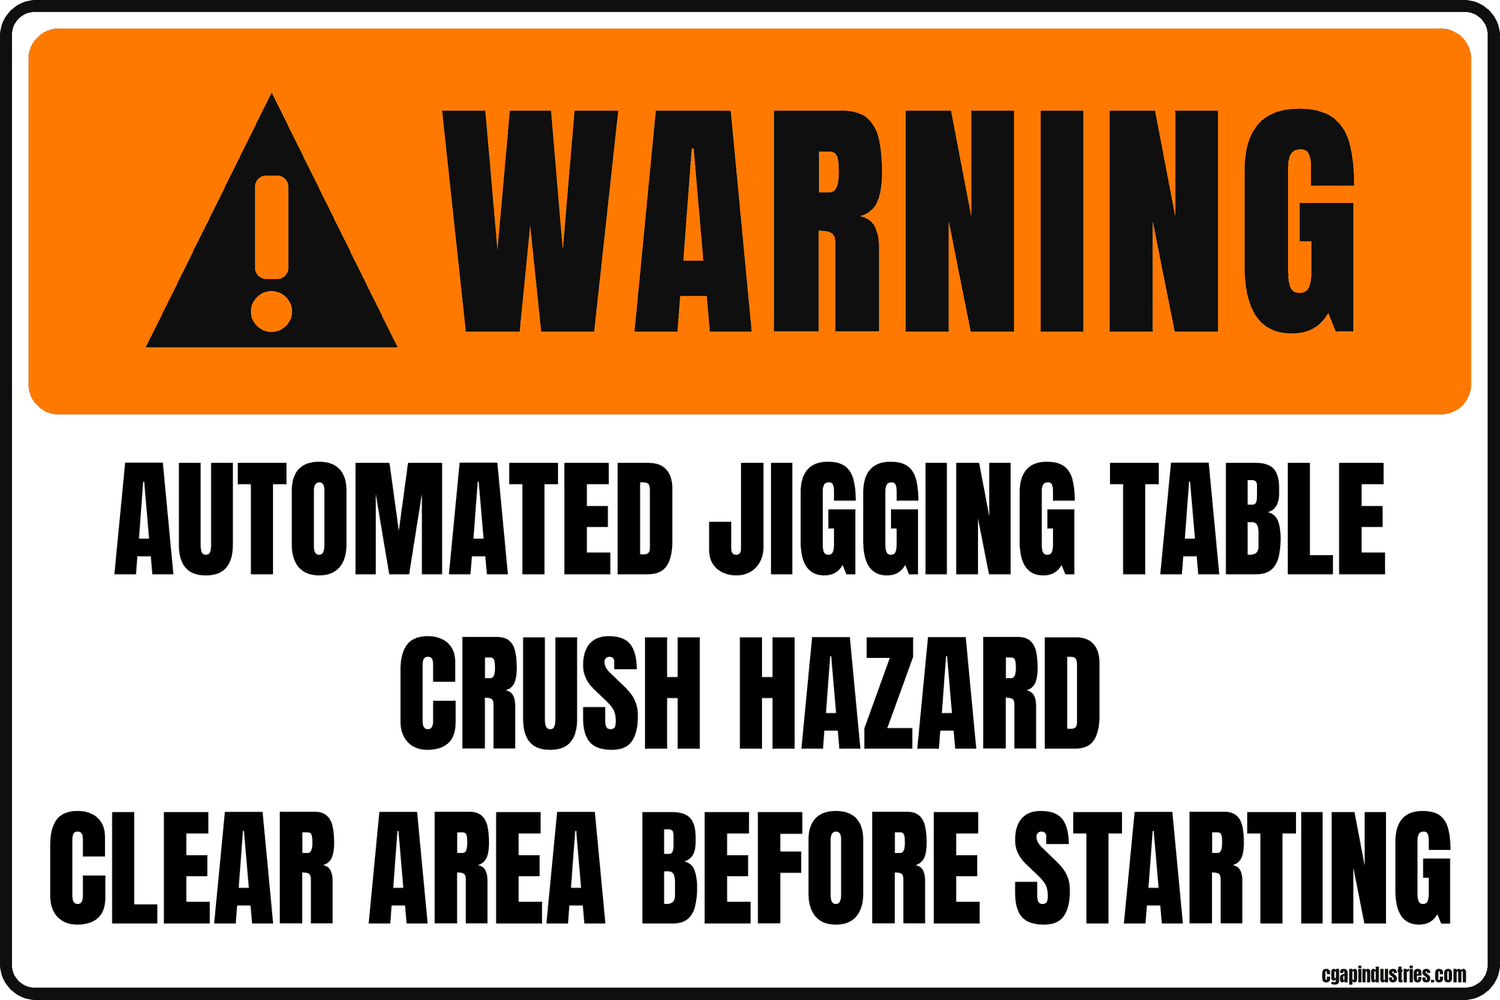 WARNING
AUTOMATED JIGGING TABLE
CRUSH HAZARD
CLEAR AREA BEFORE STARTING
cgapindustries.com